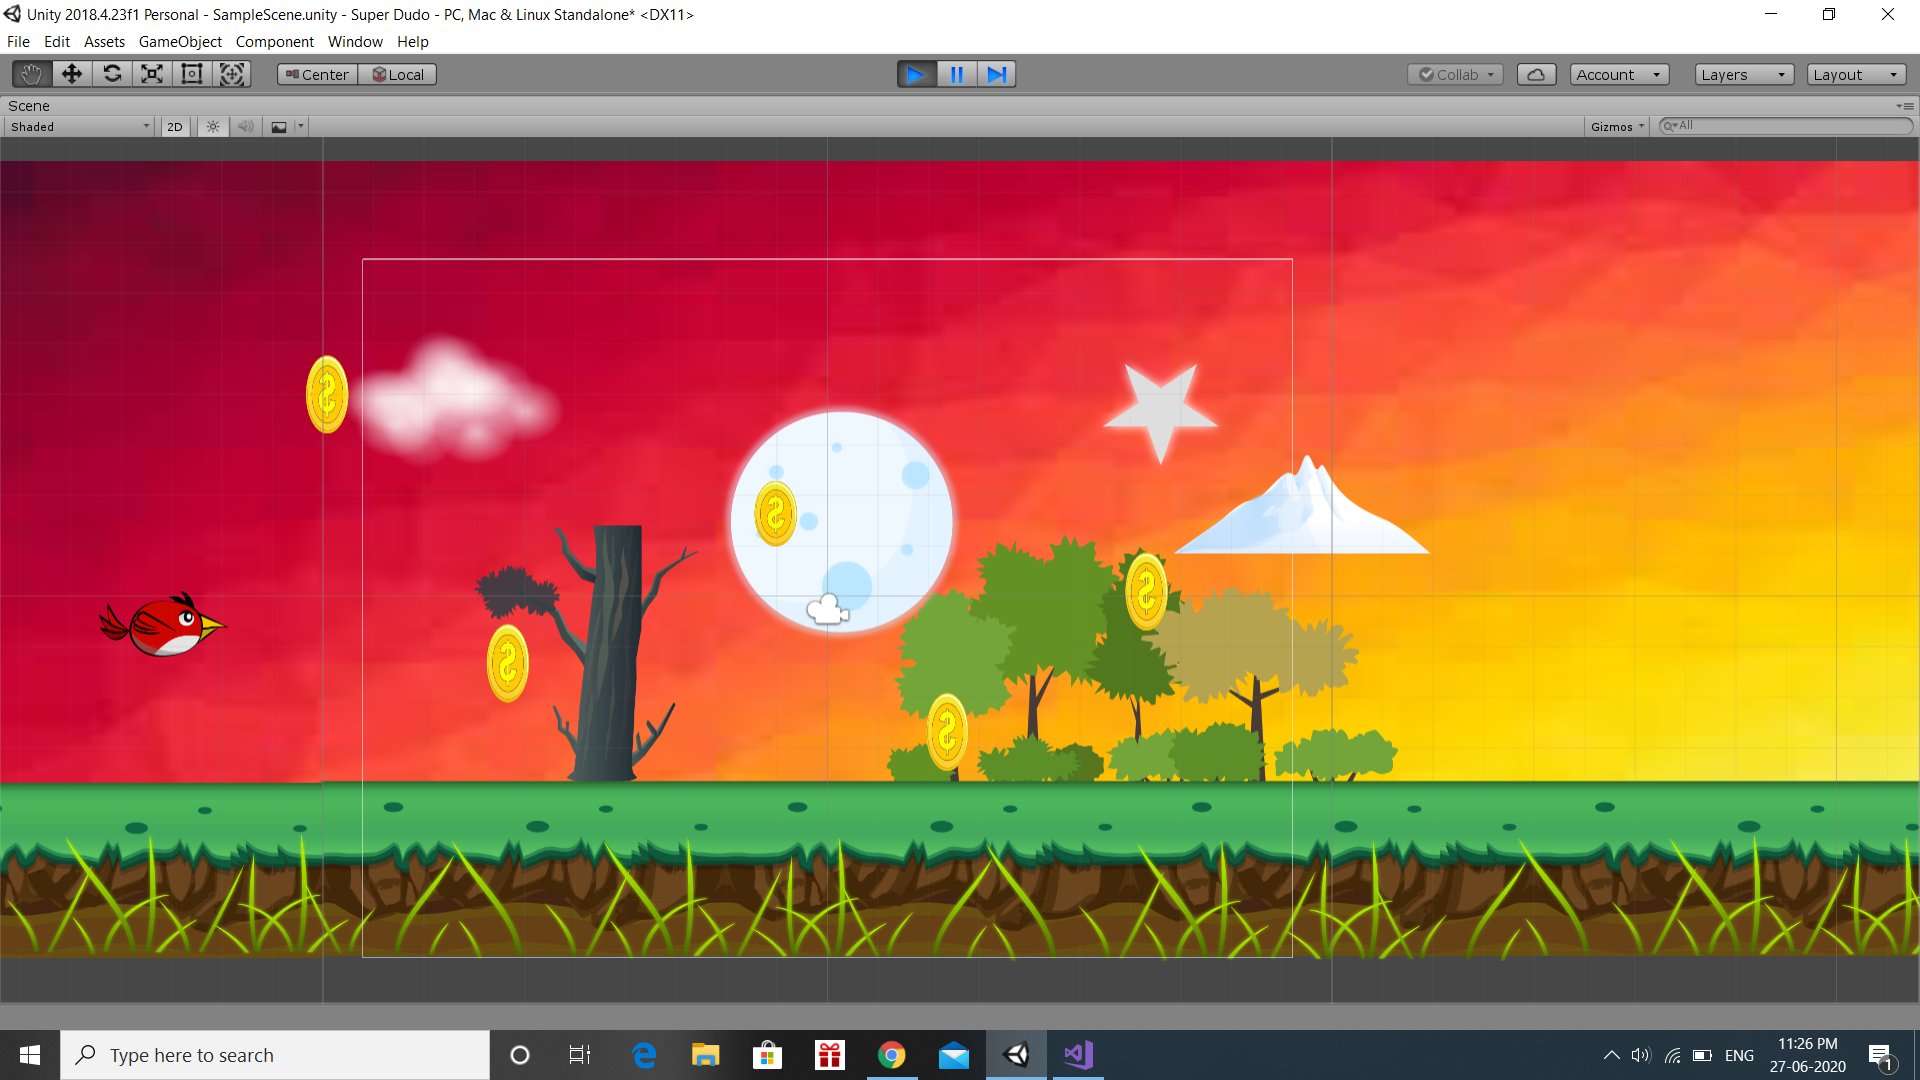 Unity 2018.4.23f1 Personal - SampleScene.unity - Super Dudo - PC, Mac & Linux Standalone* <DX11>
File Edit Assets GameObject Component Window Help
Center Local Collab Account Layers Layout
Scene
Shaded 2D Gizmos All
$
$
$
$
$
Type here to search
ENG
11:26 PM
27-06-2020
1